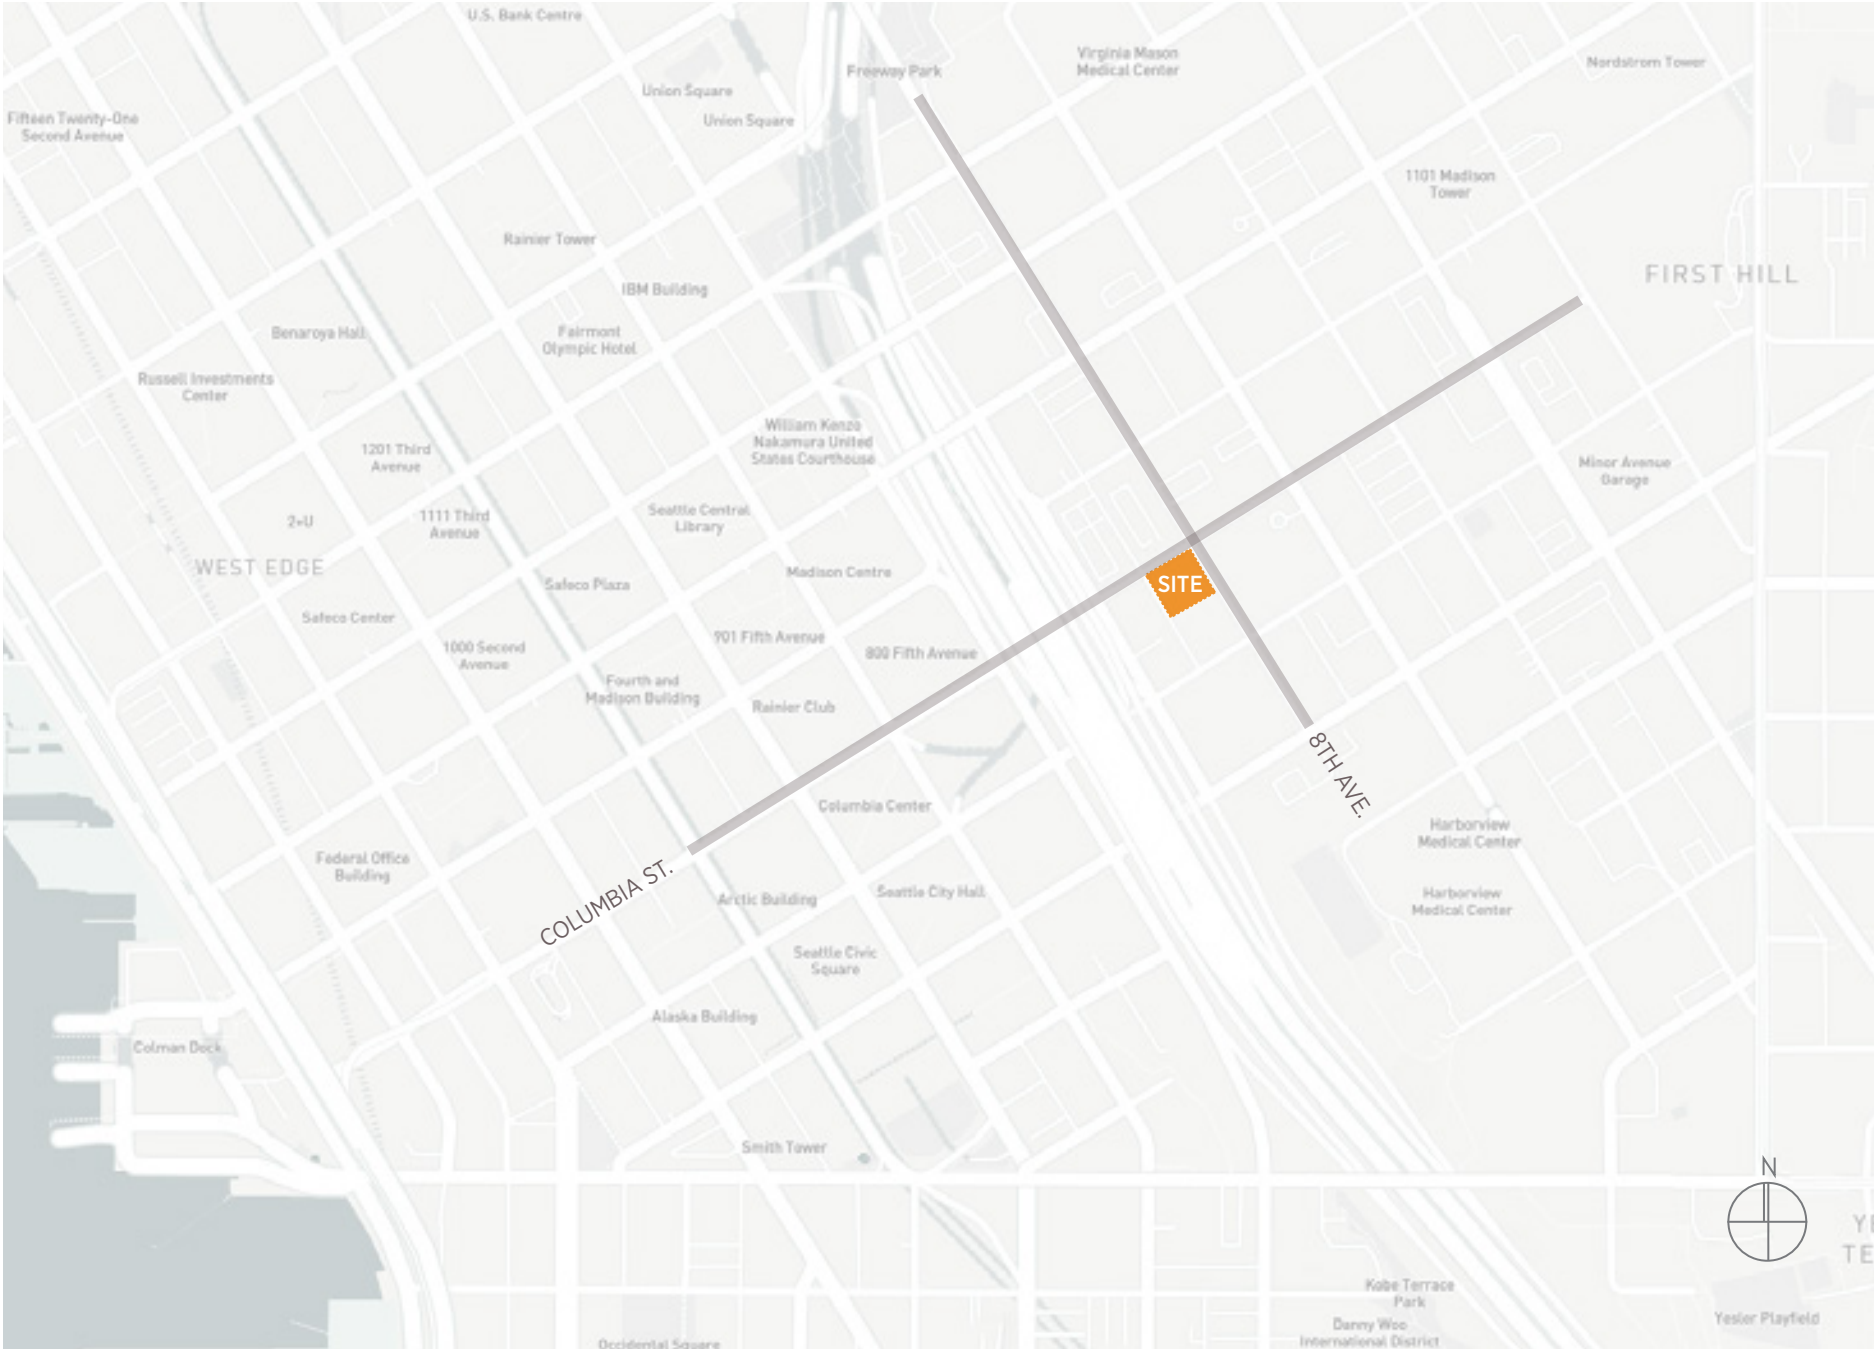 U.S. Bank Centre
Freeway Park
Virginia Mason
Medical Center
Nordstrom Tower
Union Square
Union Square
Fifteen Twenty-One
Second Avenue
1101 Madison
Tower
Rainier Tower
FIRST HILL
IBM Building
Benaroya Hall
Fairmont
Olympic Hotel
Russell Investments
Center
William Kenzo
Nakamura United
States Courthouse
1201 Third
Avenue
Minor Avenue
Garage
Seattle Central
Library
2+U
1111 Third
Avenue
WEST EDGE
Madison Centre
Safeco Plaza
SITE
Safeco Center
901 Fifth Avenue
800 Fifth Avenue
1000 Second
Avenue
Fourth and
Madison Building
Rainier Club
8TH AVE.
Columbia Center
Harborview
Medical Center
Federal Office
Building
COLUMBIA ST.
Arctic Building
Seattle City Hall
Harborview
Medical Center
Seattle Civic
Square
Alaska Building
Colman Dock
Smith Tower
N
YE
TE
Kobe Terrace
Park
Yesler Playfield
Danny Woo
International District
Occidental Square